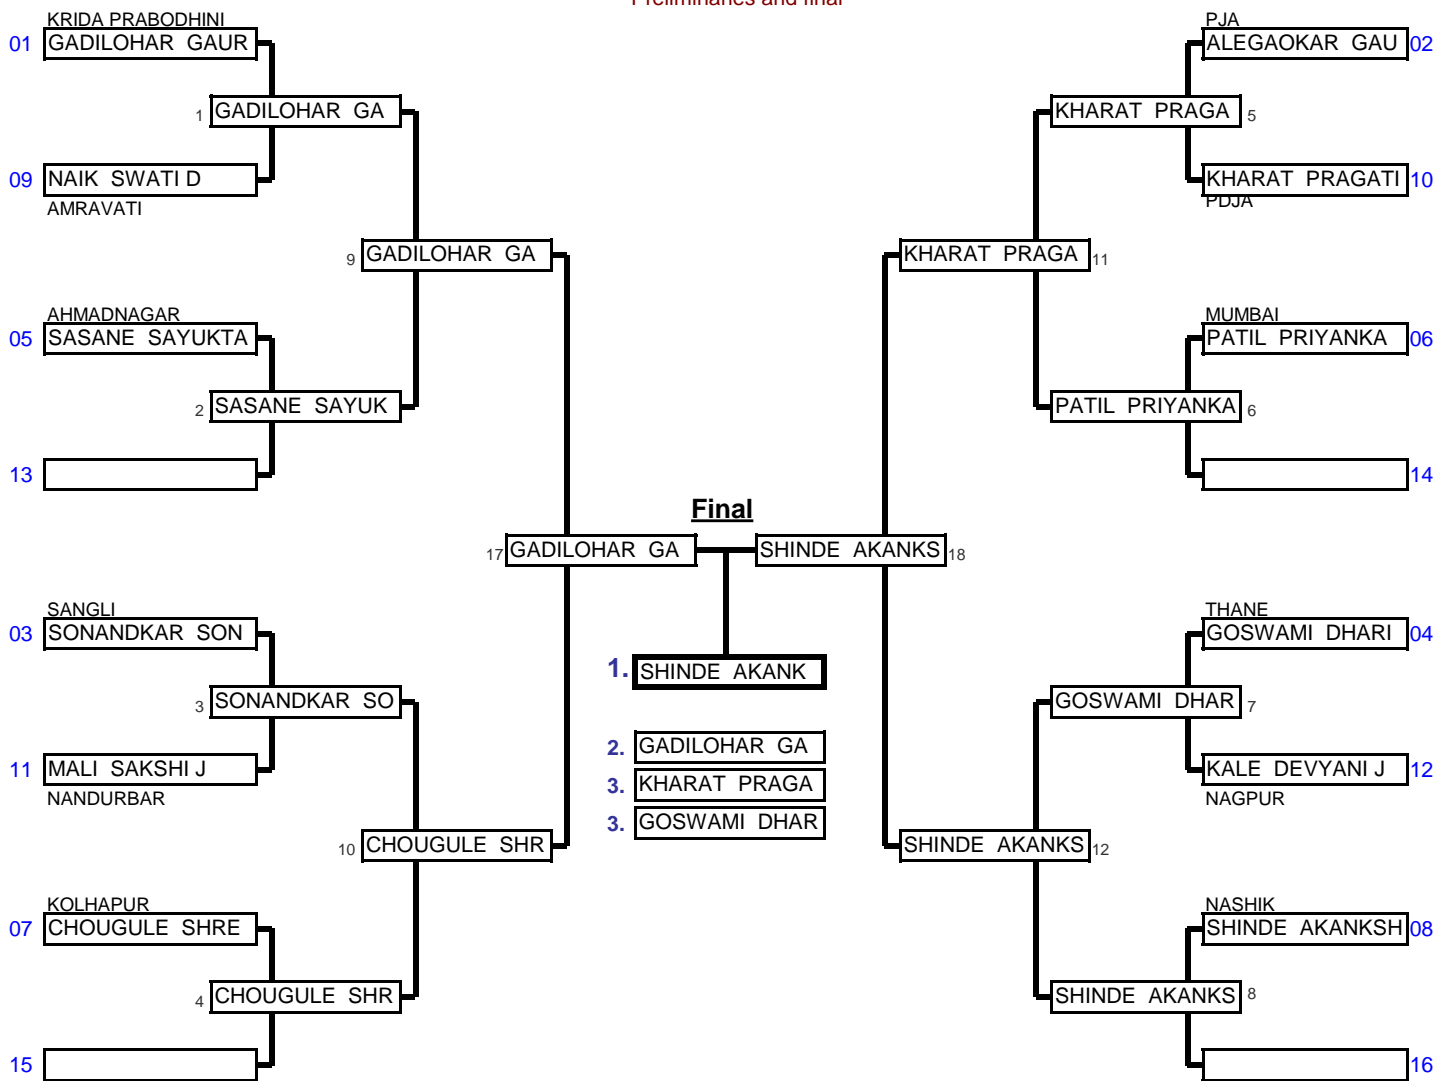 Preliminaries and final
KRIDA PRABODHINI
01 GADILOHAR GAUR
1 GADILOHAR GA
09 NAIK SWATI D
AMRAVATI
9 GADILOHAR GA
AHMADNAGAR
05 SASANE SAYUKTA
2 SASANE SAYUK
13
17 GADILOHAR GA
SANGLI
03 SONANDKAR SON
3 SONANDKAR SO
11 MALI SAKSHI J
NANDURBAR
10 CHOUGULE SHR
KOLHAPUR
07 CHOUGULE SHRE
4 CHOUGULE SHR
15
Final
1. SHINDE AKANK
2. GADILOHAR GA
3. KHARAT PRAGA
3. GOSWAMI DHAR
PJA
ALEGAOKAR GAU 02
KHARAT PRAGA 5
KHARAT PRAGATI 10
PDJA
KHARAT PRAGA 11
MUMBAI
PATIL PRIYANKA 06
PATIL PRIYANKA 6
14
SHINDE AKANKS 18
THANE
GOSWAMI DHARI 04
GOSWAMI DHAR 7
KALE DEVYANI J 12
NAGPUR
SHINDE AKANKS 12
NASHIK
SHINDE AKANKSH 08
SHINDE AKANKS 8
16